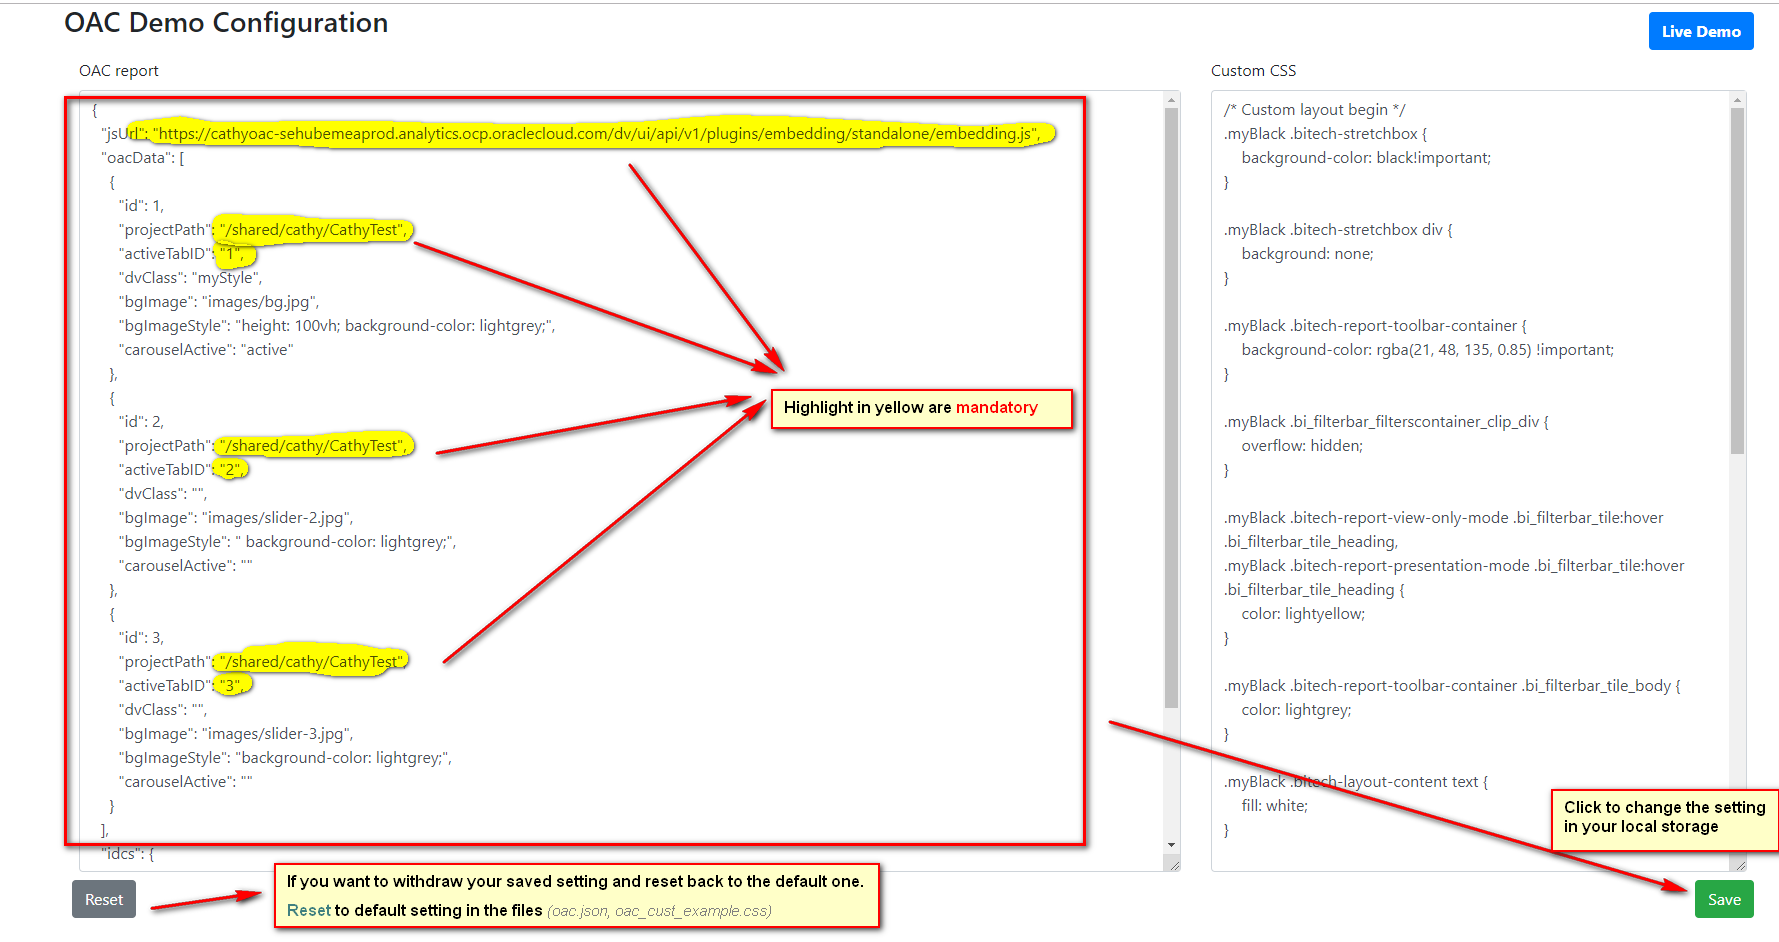 OAC Demo Configuration
Live Demo
OAC report
{
"jsUrl": "https://cathyoac-sehubemeaprod.analytics.ocp.oraclecloud.com/dv/ui/api/v1/plugins/embedding/standalone/embedding.js",
"oacData": [
{
"id": 1,
"projectPath": "/shared/cathy/CathyTest",
"activeTabID": "1",
"dvClass": "myStyle",
"bgImage": "images/bg.jpg",
"bgImageStyle": "height: 100vh; background-color: lightgrey;",
"carouselActive": "active"
},
{
"id": 2,
"projectPath": "/shared/cathy/CathyTest",
"activeTabID": "2",
"dvClass": "",
"bgImage": "images/slider-2.jpg",
"bgImageStyle": " background-color: lightgrey;",
"carouselActive": ""
},
{
"id": 3,
"projectPath": "/shared/cathy/CathyTest",
"activeTabID": "3",
"dvClass": "",
"bgImage": "images/slider-3.jpg",
"bgImageStyle": "background-color: lightgrey;",
"carouselActive": ""
}
],
"idcs": {
Highlight in yellow are mandatory
Custom CSS
/* Custom layout begin */
.myBlack .bitech-stretchbox {
background-color: black!important;
}
.myBlack .bitech-stretchbox div {
background: none;
}
.myBlack .bitech-report-toolbar-container {
background-color: rgba(21, 48, 135, 0.85) !important;
}
.myBlack .bi_filterbar_filterscontainer_clip_div {
overflow: hidden;
}
.myBlack .bitech-report-view-only-mode .bi_filterbar_tile:hover
.bi_filterbar_tile_heading,
.myBlack .bitech-report-presentation-mode .bi_filterbar_tile:hover
.bi_filterbar_tile_heading {
color: lightyellow;
}
.myBlack .bitech-report-toolbar-container .bi_filterbar_tile_body {
color: lightgrey;
}
.myBlack .bitech-layout-content text {
fill: white;
}
Click to change the setting
in your local storage
Reset
If you want to withdraw your saved setting and reset back to the default one.
Reset to default setting in the files (oac.json, oac_cust_example.css)
Save